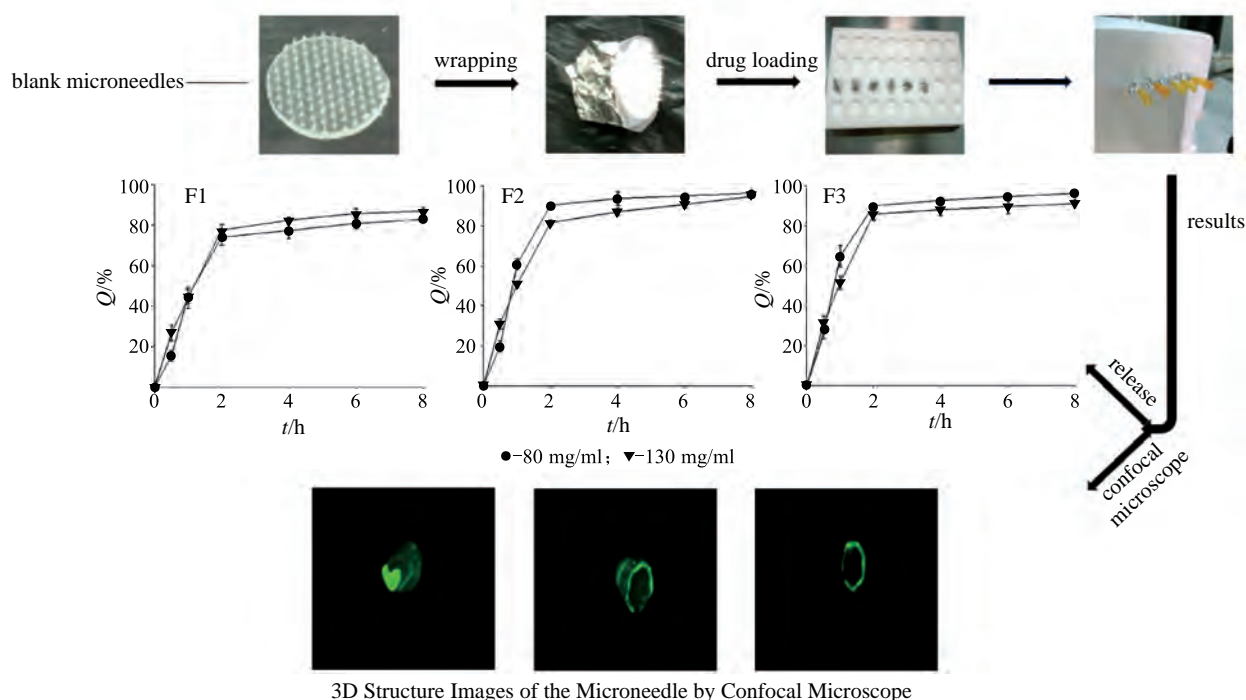 blank microneedles
wrapping
drug loading
results
F1
100
80
60
40
20
0
Q/%
0 2 4 6 8
t/h
F2
100
80
60
40
20
0
Q/%
0 2 4 6 8
t/h
F3
100
80
60
40
20
0
Q/%
0 2 4 6 8
t/h
release
confocal
microscope
●-80 mg/ml; ▼-130 mg/ml
3D Structure Images of the Microneedle by Confocal Microscope